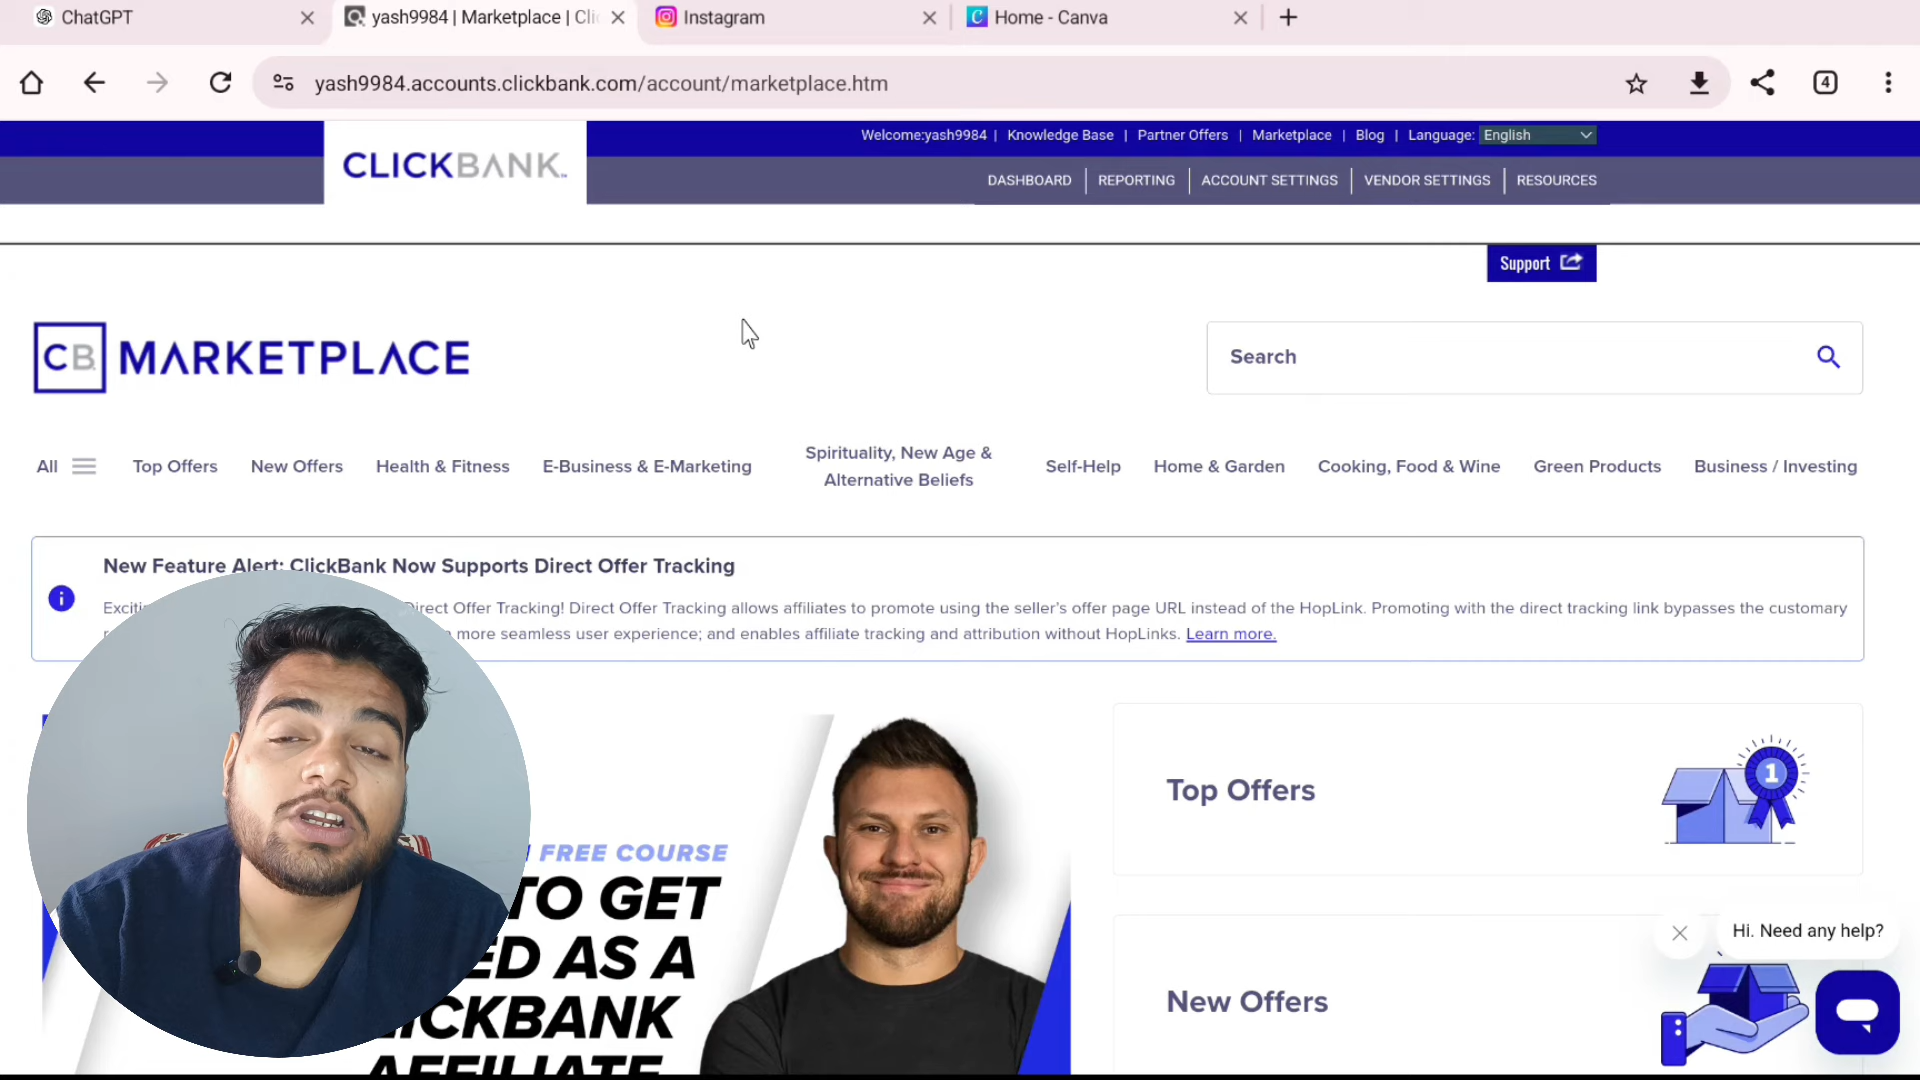 ChatGPT
yash9984 | Marketplace | Cli
Instagram
Home - Canva
yash9984.accounts.clickbank.com/account/marketplace.htm
4
Welcome:yash9984 | Knowledge Base | Partner Offers | Marketplace | Blog | Language: English
CLICKBANK
DASHBOARD | REPORTING | ACCOUNT SETTINGS | VENDOR SETTINGS | RESOURCES
Support
CB MARKETPLACE
Search
All
Top Offers
New Offers
Health & Fitness
E-Business & E-Marketing
Spirituality, New Age &
Alternative Beliefs
Self-Help
Home & Garden
Cooking, Food & Wine
Green Products
Business / Investing
New Feature Alert: ClickBank Now Supports Direct Offer Tracking
Direct Offer Tracking! Direct Offer Tracking allows affiliates to promote using the seller's offer page URL instead of the HopLink. Promoting with the direct tracking link bypasses the customary
more seamless user experience; and enables affiliate tracking and attribution without HopLinks. Learn more.
FREE COURSE
TO GET
ED AS A
ICKBANK
AFFILIATE
Top Offers
1
New Offers
Hi. Need any help?